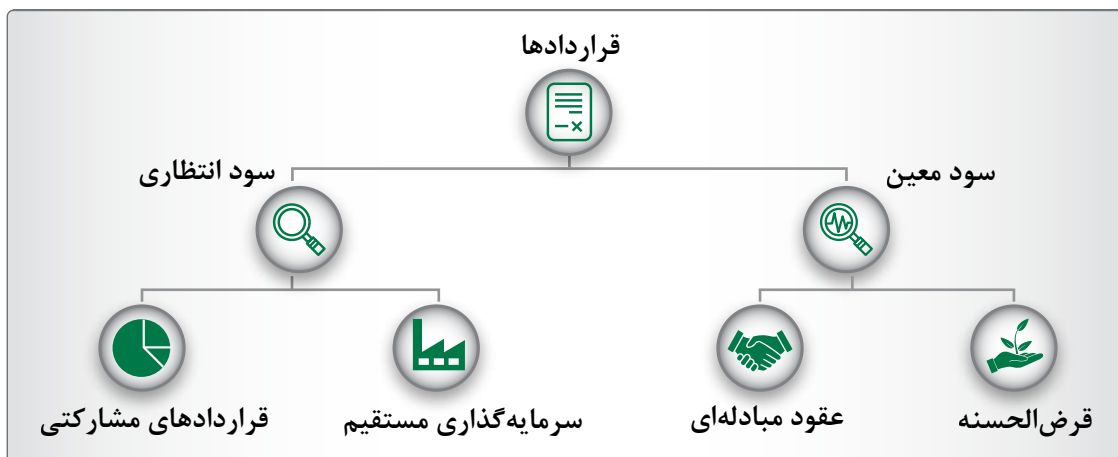 قراردادها
سود معین
سود انتظاری
قرض‌الحسنه
عقود مبادله‌ای
سرمایه‌گذاری مستقیم
قراردادهای مشارکتی